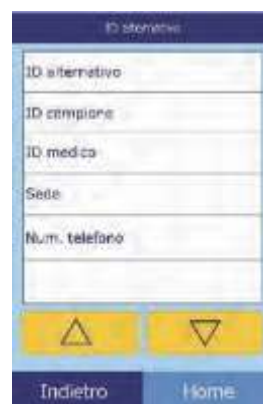 ID alternativo
ID alternativo
ID campione
ID medico
Sede
Num. telefono
Indietro Home